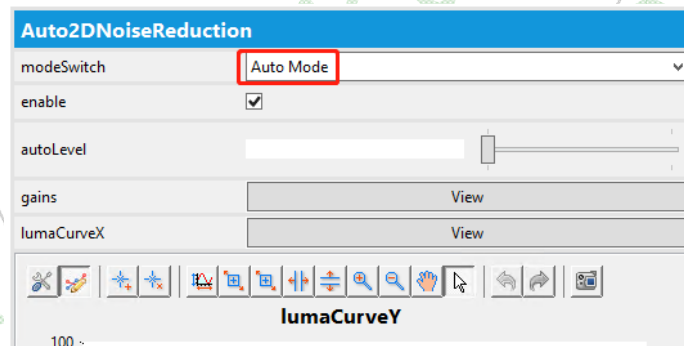 Auto2DNoiseReduction
modeSwitch Auto Mode
enable
autoLevel
gains View
lumaCurveX View
lumaCurveY
100